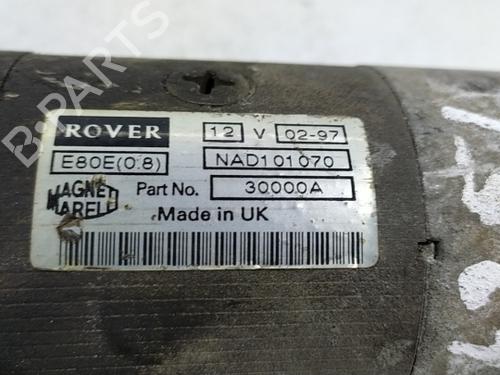 ROVER 12 V 02-97
E80E(0.8) NAD101070
MAGNETI MARELLI Part No. 30000A
Made in UK
B-PARTS